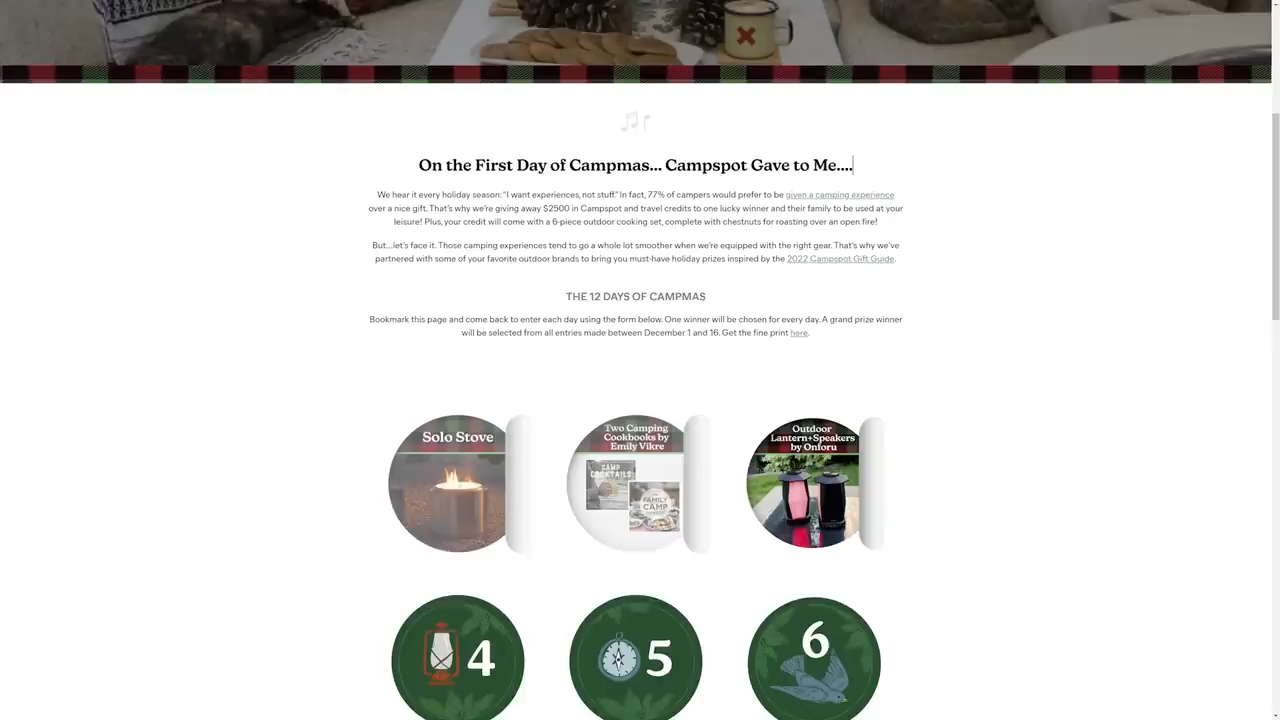 On the First Day of Campmas... Campspot Gave to Me....
We hear it every holiday season: "I want experiences, not stuff." In fact, 77% of campers would prefer to be given a camping experience
over a nice gift. That's why we're giving away $2500 in Campspot and travel credits to one lucky winner and their family to be used at your
leisure! Plus, your credit will come with a 6-piece outdoor cooking set, complete with chestnuts for roasting over an open fire!
But....let's face it. Those camping experiences tend to go a whole lot smoother when we're equipped with the right gear. That's why we've
partnered with some of your favorite outdoor brands to bring you must-have holiday prizes inspired by the 2022 Campspot Gift Guide.
THE 12 DAYS OF CAMPMAS
Bookmark this page and come back to enter each day using the form below. One winner will be chosen for every day. A grand prize winner
will be selected from all entries made between December 1 and 16. Get the fine print here.
Solo Stove
Two Camping
Cookbooks by
Emily Vikre
CAMP
COCKTAILS
FAMILY
CAMP
Outdoor
Lantern+Speakers
by Onforu
4
5
6